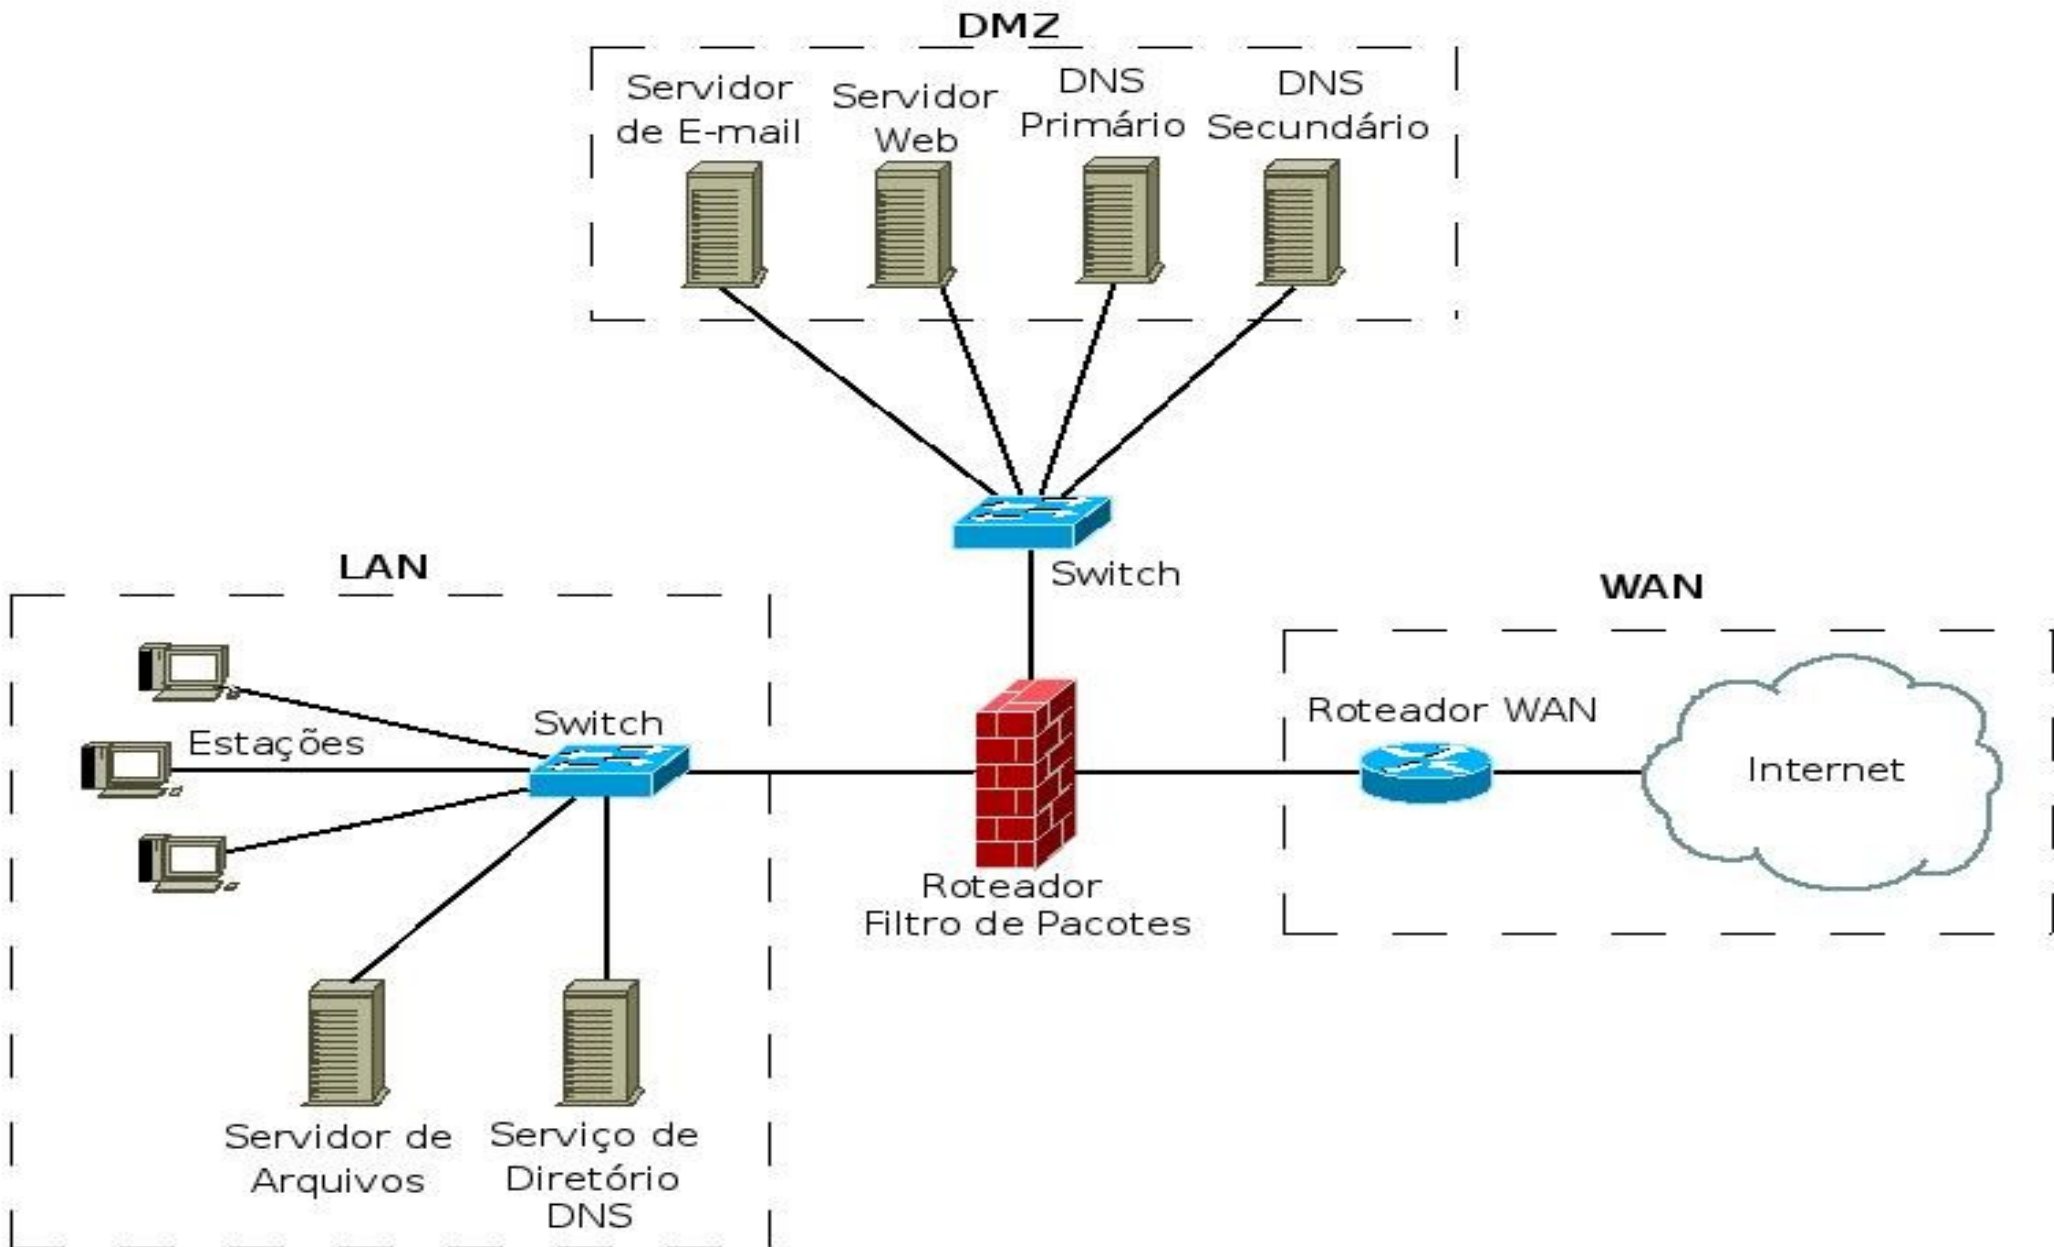 DMZ
Servidor
de E-mail
Servidor
Web
DNS
Primário
DNS
Secundário
Switch
LAN
Estações
Switch
WAN
Roteador WAN
Internet
Roteador
Filtro de Pacotes
Servidor de
Arquivos
Serviço de
Diretório
DNS